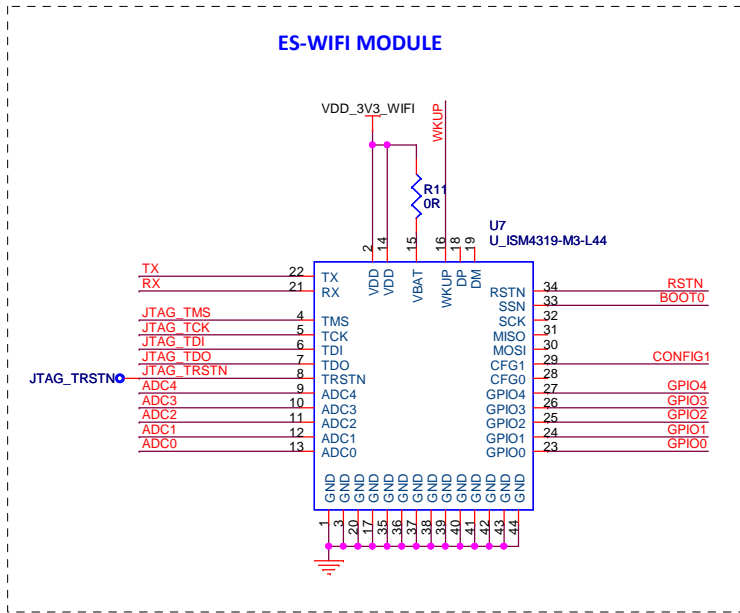 ES-WIFI MODULE
VDD_3V3_WIFI
WKUP
R11
0R
U7
U_ISM4319-M3-L44
2
14
15
16
18
19
VDD
VDD
VBAT
WKUP
DP
DM
TX 22 TX
RX 21 RX
JTAG_TMS 4 TMS
JTAG_TCK 5 TCK
JTAG_TDI 6 TDI
JTAG_TDO 7 TDO
JTAG_TRSTN JTAG_TRSTN 8 TRSTN
ADC4 9 ADC4
ADC3 10 ADC3
ADC2 11 ADC2
ADC1 12 ADC1
ADC0 13 ADC0
RSTN 34 RSTN
SSN 33 BOOT0
SCK 32
MISO 31
MOSI 30
CFG1 29 CONFIG1
CFG0 28
GPIO4 27 GPIO4
GPIO3 26 GPIO3
GPIO2 25 GPIO2
GPIO1 24 GPIO1
GPIO0 23 GPIO0
GND GND GND GND GND GND GND GND GND GND GND GND GND GND
1 3 20 17 35 36 37 38 39 40 41 42 43 44